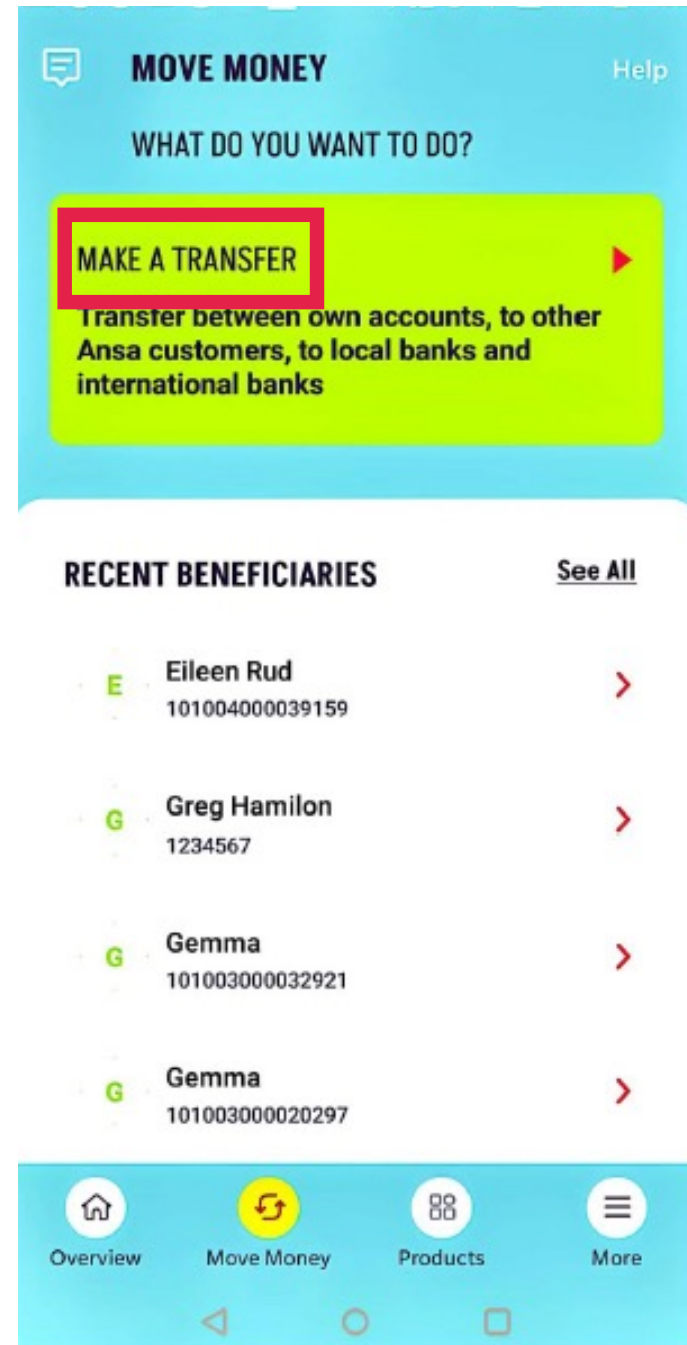 MOVE MONEY
Help
WHAT DO YOU WANT TO DO?
MAKE A TRANSFER
Transfer between own accounts, to other
Ansa customers, to local banks and
international banks
RECENT BENEFICIARIES
See All
E
Eileen Rud
101004000039159
G
Greg Hamilon
1234567
G
Gemma
101003000032921
G
Gemma
101003000020297
Overview
Move Money
Products
More